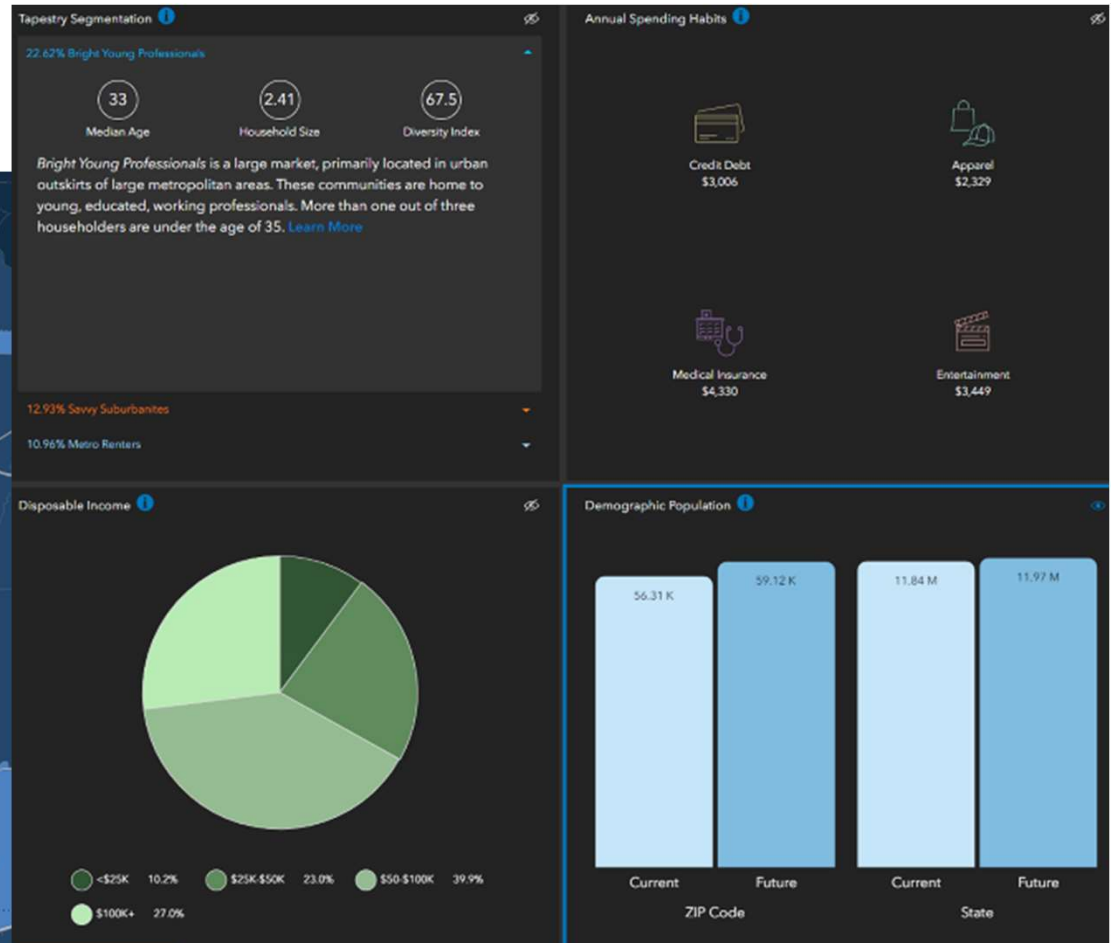 Tapestry Segmentation
22.62% Bright Young Professionals
33
Median Age
2.41
Household Size
67.5
Diversity Index
Bright Young Professionals is a large market, primarily located in urban
outskirts of large metropolitan areas. These communities are home to
young, educated, working professionals. More than one out of three
householders are under the age of 35. Learn More
12.93% Savvy Suburbanites
10.96% Metro Renters
Annual Spending Habits
Credit Debt
$3,006
Apparel
$2,329
Medical Insurance
$4,330
Entertainment
$3,449
Disposable Income
<$25K 10.2%
$25K-$50K 23.0%
$50-$100K 39.9%
$100K+ 27.0%
Demographic Population
56.31 K
59.12 K
11.84 M
11.97 M
Current
Future
Current
Future
ZIP Code
State